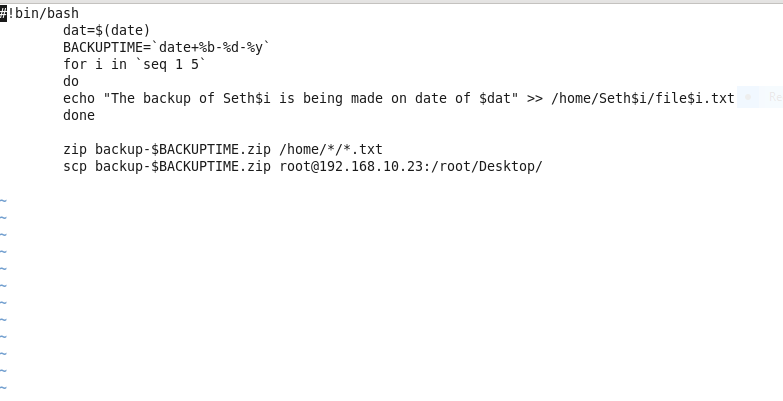 #!bin/bash
dat=$(date)
BACKUPTIME=`date+%b-%d-%y`
for i in `seq 1 5`
do
echo "The backup of Seth$i is being made on date of $dat" >> /home/Seth$i/file$i.txt
done
zip backup-$BACKUPTIME.zip /home/*/*.txt
scp backup-$BACKUPTIME.zip root@192.168.10.23:/root/Desktop/
~
~
~
~
~
~
~
~
~
~
~
~